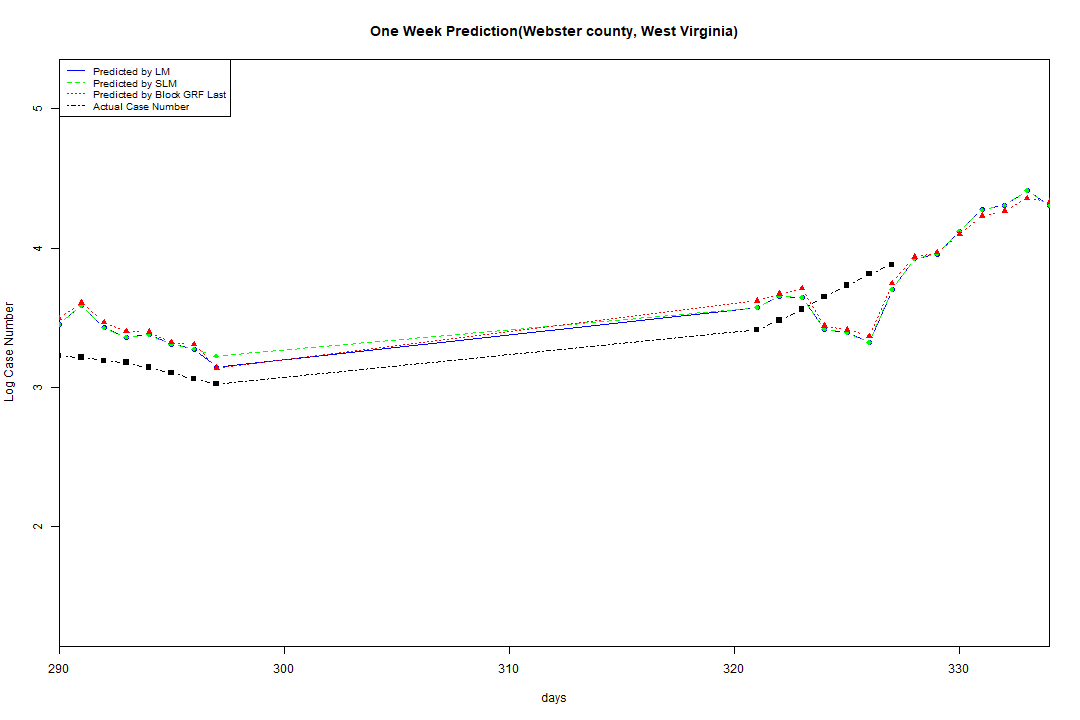 One Week Prediction(Webster county, West Virginia)
Predicted by LM
Predicted by SLM
Predicted by Block GRF Last
Actual Case Number
5
4
3
2
Log Case Number
290 300 310 320 330
days